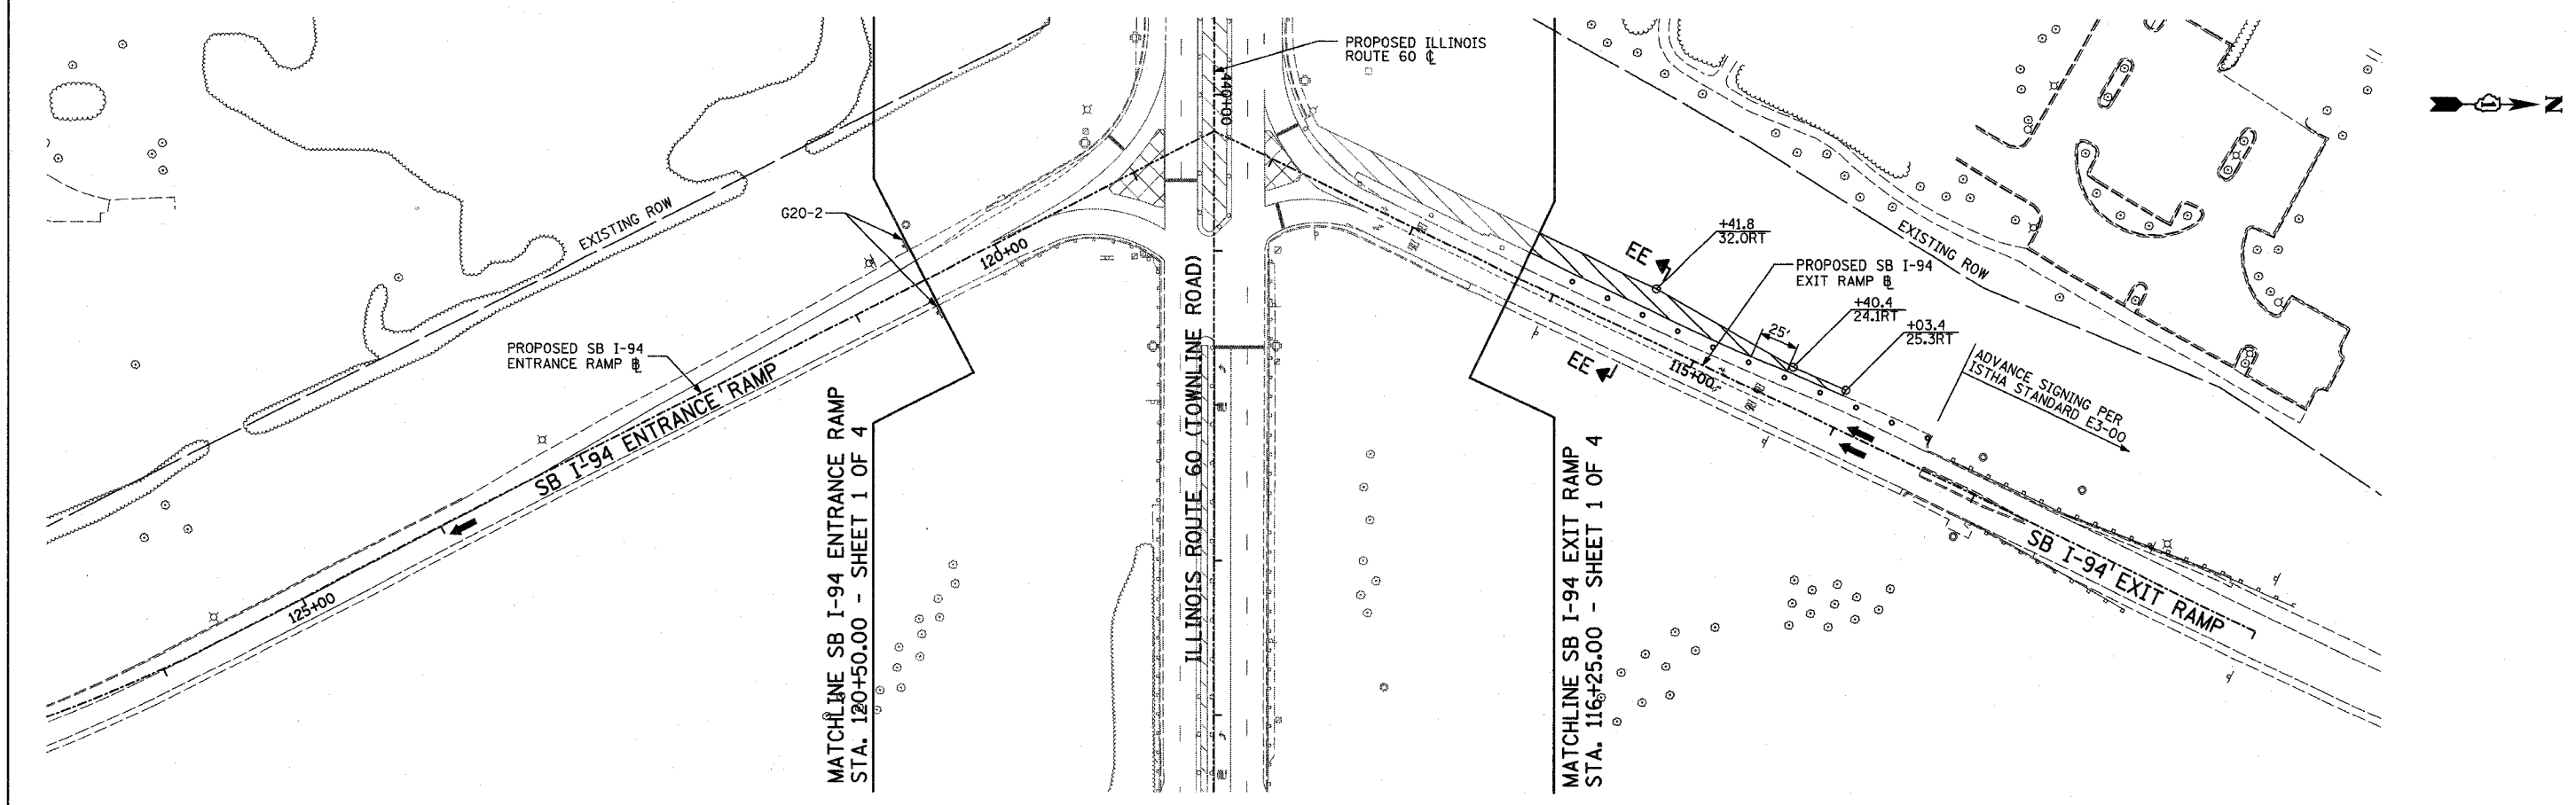 PROPOSED ILLINOIS
ROUTE 60 ℄
440+00
N
G20-2
EXISTING ROW
120+00
PROPOSED SB I-94
ENTRANCE RAMP
SB I-94 ENTRANCE RAMP
125+00
MATCHLINE SB I-94 ENTRANCE RAMP
STA. 120+50.00 - SHEET 1 OF 4
ILLINOIS ROUTE 60 (TOWNLINE ROAD)
MATCHLINE SB I-94 EXIT RAMP
STA. 116+25.00 - SHEET 1 OF 4
EE
EE
+41.8
32.0RT
PROPOSED SB I-94
EXIT RAMP
+40.4
24.1RT
+03.4
25.3RT
25'
115+00
EXISTING ROW
ADVANCE SIGNING PER
ISTHA STANDARD E3-00
SB I-94 EXIT RAMP